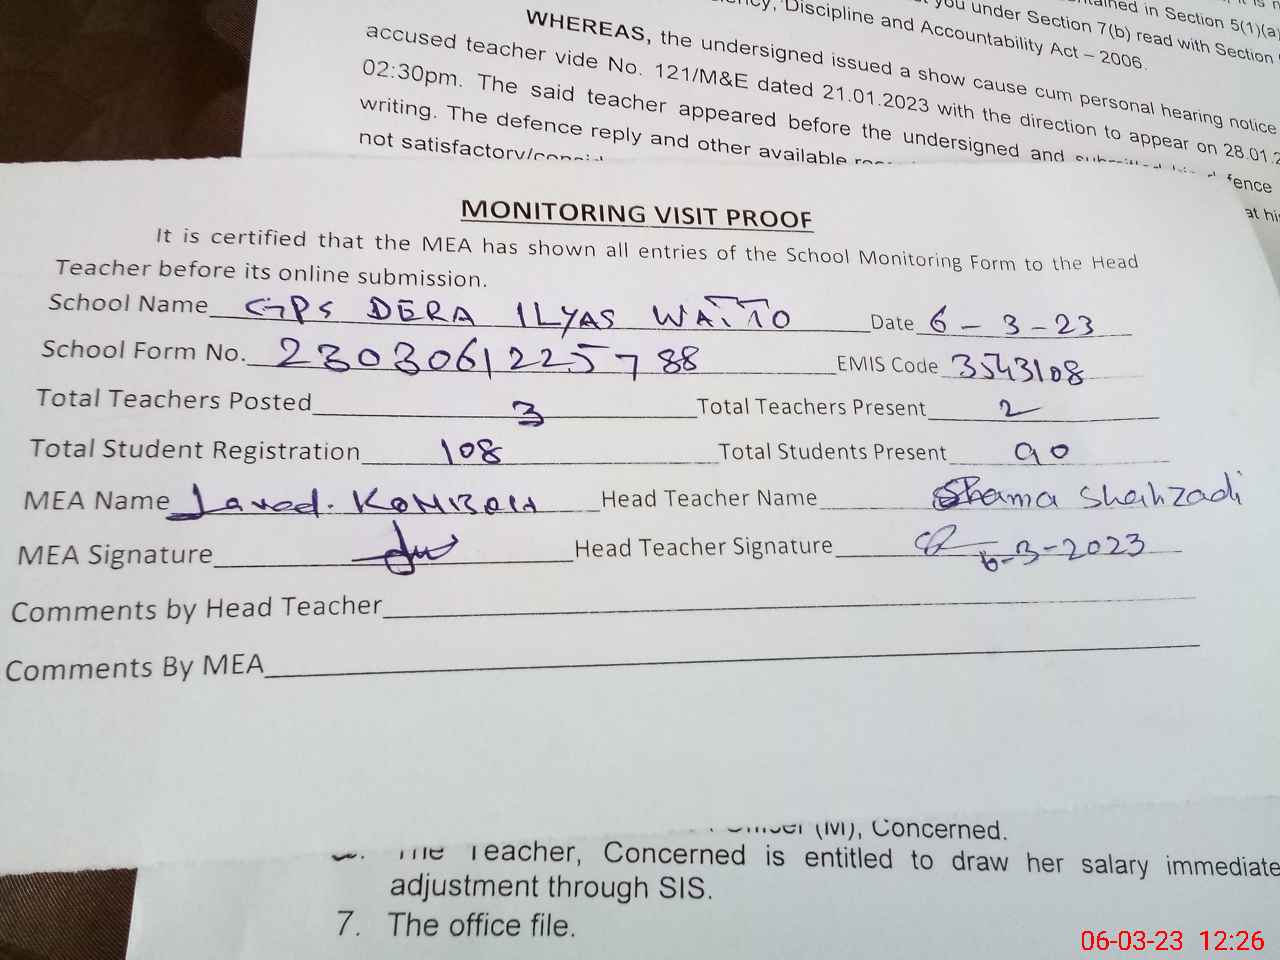 tained in Section 5(1)(a)
you under Section 7(b) read with Section
Discipline and Accountability Act – 2006.
WHEREAS, the undersigned issued a show cause cum personal hearing notice
accused teacher vide No. 121/M&E dated 21.01.2023 with the direction to appear on 28.01.2
02:30pm. The said teacher appeared before the undersigned and
writing. The defence reply and other available
not satisfactory/
MONITORING VISIT PROOF
It is certified that the MEA has shown all entries of the School Monitoring Form to the Head
Teacher before its online submission.
School Name GPS DERA ILYAS WATTO Date 6 - 3 - 23
School Form No. 23030612257 88 EMIS Code 3543108
Total Teachers Posted 3 Total Teachers Present 2
Total Student Registration 108 Total Students Present 90
MEA Name Javed. KOMBOH Head Teacher Name Shama Shahzadi
MEA Signature Head Teacher Signature 6-3-2023
Comments by Head Teacher
Comments By MEA
(M), Concerned.
The Teacher, Concerned is entitled to draw her salary immediate
adjustment through SIS.
7. The office file.
06-03-23 12:26